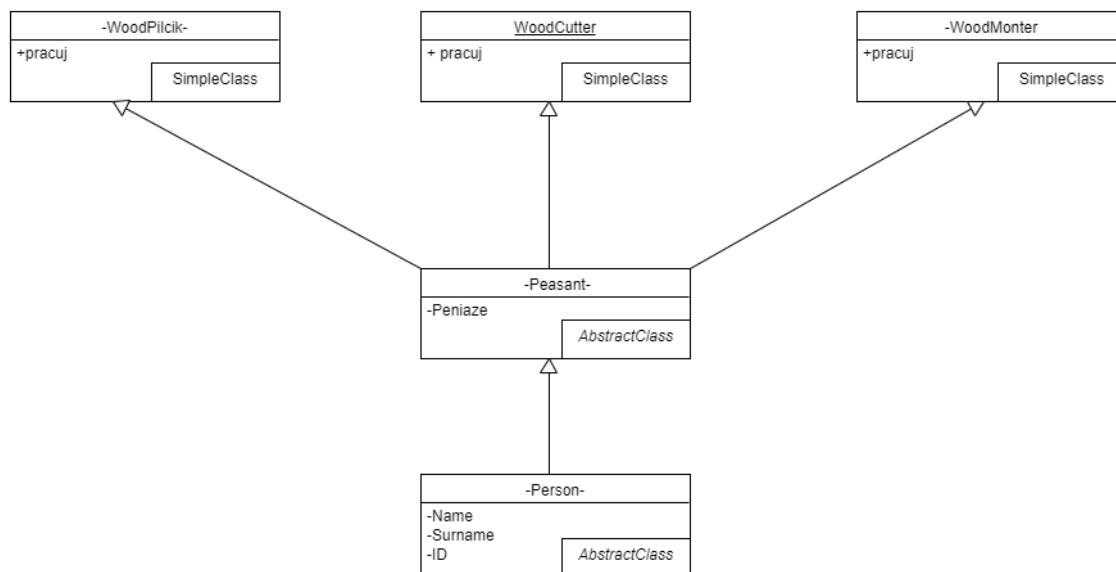 -WoodPilcik-
+pracuj
SimpleClass
WoodCutter
+ pracuj
SimpleClass
-WoodMonter
+pracuj
SimpleClass
-Peasant-
-Peniaze
AbstractClass
-Person-
-Name
-Surname
-ID
AbstractClass